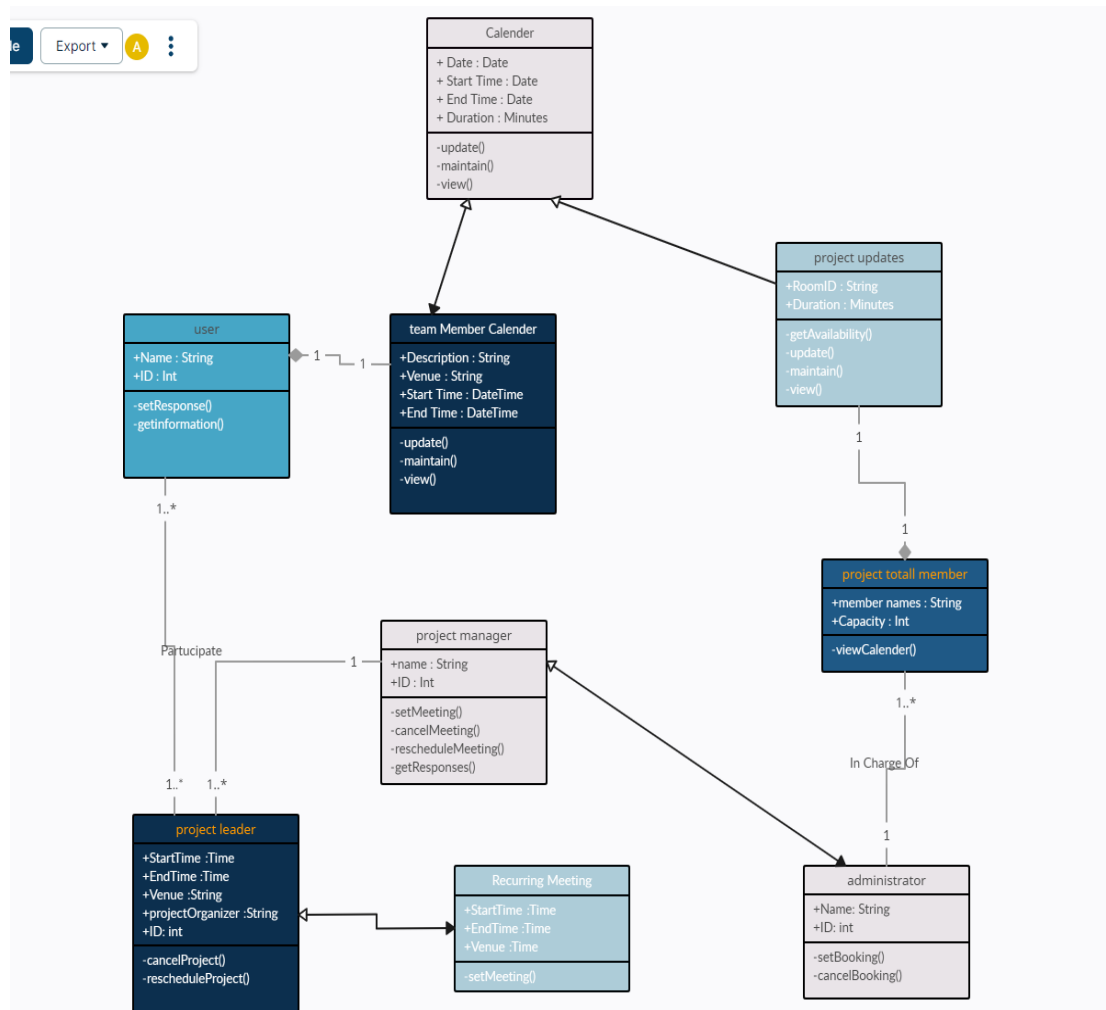 le
Export
A
Calender
+ Date : Date
+ Start Time : Date
+ End Time : Date
+ Duration : Minutes
-update()
-maintain()
-view()
project updates
+RoomID : String
+Duration : Minutes
-getAvailability()
-update()
-maintain()
-view()
user
+Name : String
+ID : Int
-setResponse()
-getinformation()
1
1
team Member Calender
+Description : String
+Venue : String
+Start Time : DateTime
+End Time : DateTime
-update()
-maintain()
-view()
1
1
project totall member
+member names : String
+Capacity : Int
-viewCalender()
1..*
Partucipate
1..*
project manager
+name : String
+ID : Int
-setMeeting()
-cancelMeeting()
-rescheduleMeeting()
-getResponses()
1
1..*
1..*
In Charge Of
1
project leader
+StartTime :Time
+EndTime :Time
+Venue :String
+projectOrganizer :String
+ID: int
-cancelProject()
-rescheduleProject()
Recurring Meeting
+StartTime :Time
+EndTime :Time
+Venue :Time
-setMeeting()
administrator
+Name: String
+ID: int
-setBooking()
-cancelBooking()